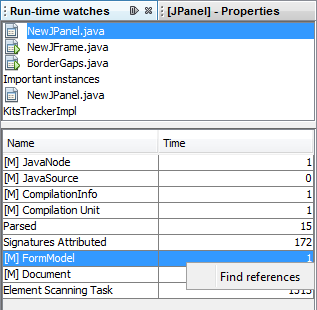 Run-time watches
[JPanel] - Properties
NewJPanel.java
NewJFrame.java
BorderGaps.java
Important instances
NewJPanel.java
KitsTrackerImpl
Name Time
[M] JavaNode 1
[M] JavaSource 0
[M] CompilationInfo 1
[M] Compilation Unit 1
Parsed 15
Signatures Attributed 172
[M] FormModel 1
[M] Document
Find references
Element Scanning Task